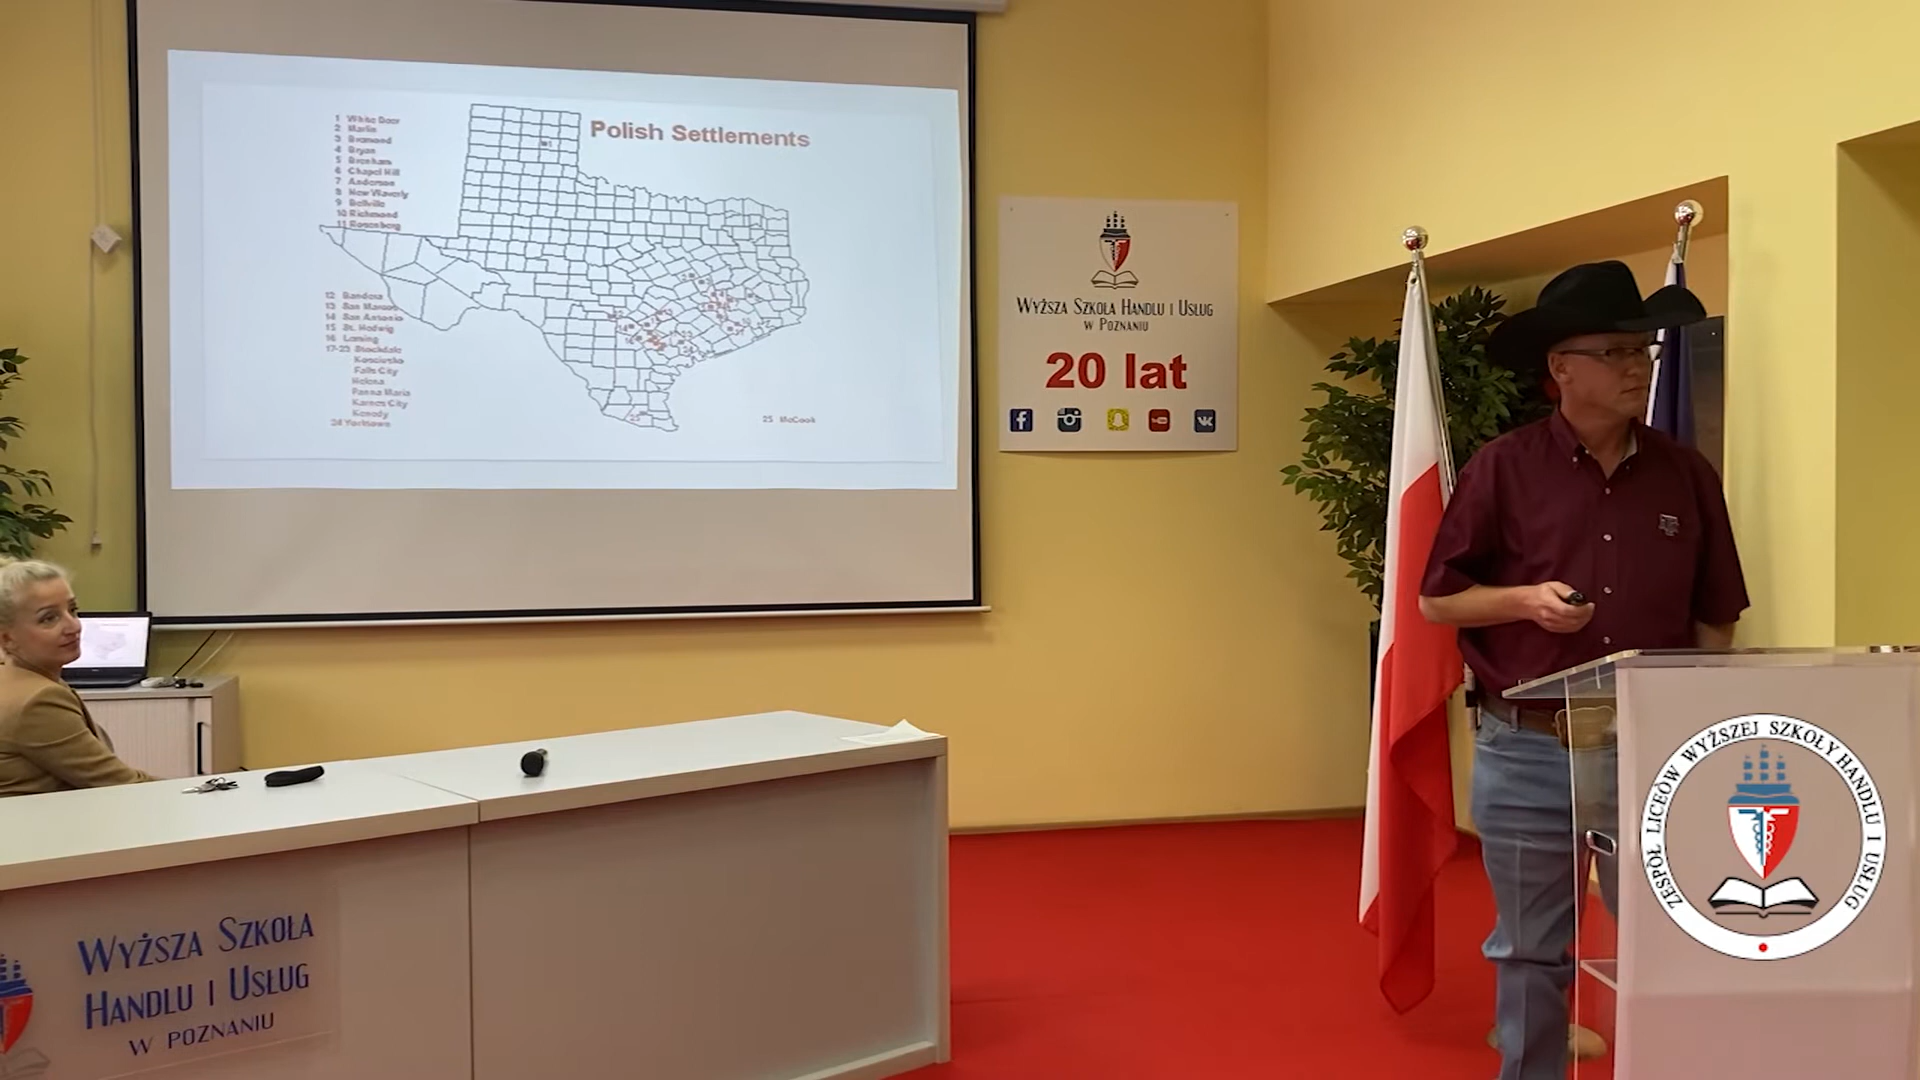 Polish Settlements
1 White Deer
2 Marlin
3 Bremond
4 Bryan
5 Brenham
6 Chapel Hill
7 Anderson
8 New Waverly
9 Bellville
10 Richmond
11 Rosenberg
12 Bandera
13 San Marcos
14 San Antonio
15 St. Hedwig
16
17-23 Stockdale
Kosciusko
Falls City
Helena
Panna Maria
Karnes City
Kenedy
24 Yorktown
25 McCook
WYŻSZA SZKOŁA HANDLU I USŁUG
W POZNANIU
20 lat
WYŻSZA SZKOŁA
HANDLU I USŁUG
W POZNANIU
ZESPÓŁ LICEÓW WYŻSZEJ SZKOŁY HANDLU I USŁUG